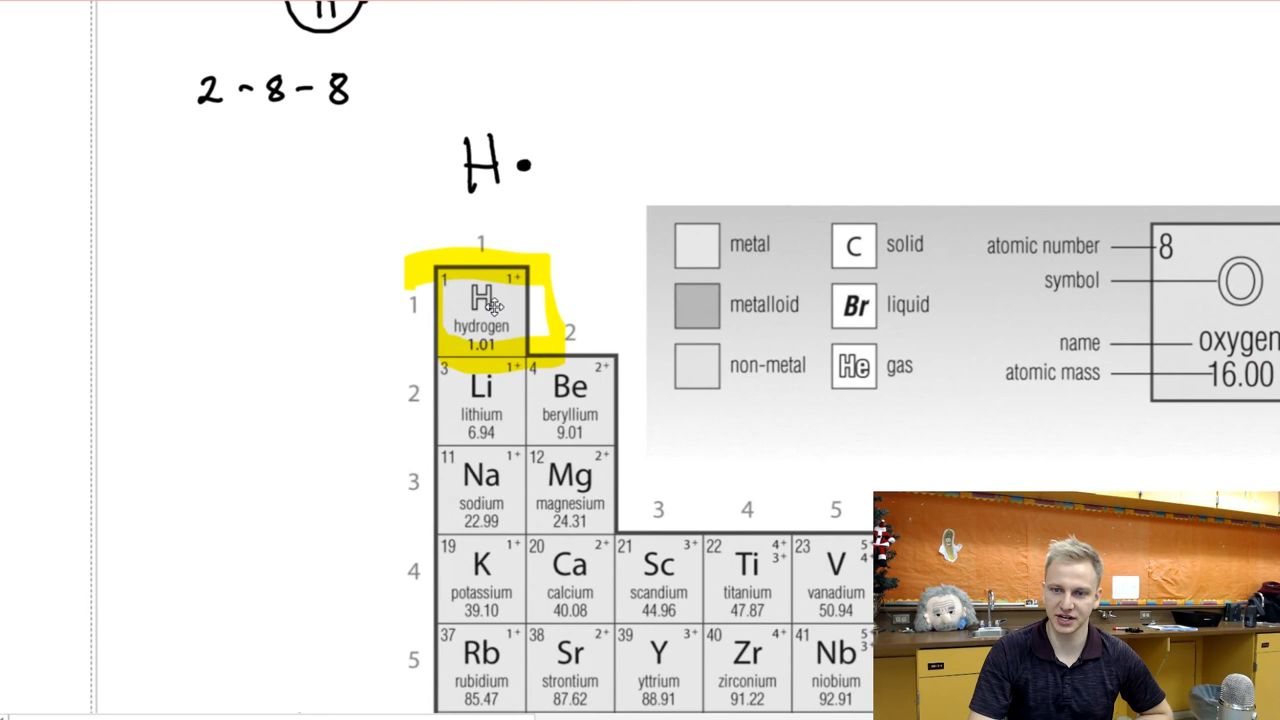 H
2 - 8 - 8
H •
1
1
1 1+
H
hydrogen
1.01
2
2
3 1+
Li
lithium
6.94
4 2+
Be
beryllium
9.01
3
11 1+
Na
sodium
22.99
12 2+
Mg
magnesium
24.31
3 4 5
4
19 1+
K
potassium
39.10
20 2+
Ca
calcium
40.08
21 3+
Sc
scandium
44.96
22 4+
3+
Ti
titanium
47.87
23 5+
4+
V
vanadium
50.94
5
37 1+
Rb
rubidium
85.47
38 2+
Sr
strontium
87.62
39 3+
Y
yttrium
88.91
40 4+
Zr
zirconium
91.22
41 5+
3+
Nb
niobium
92.91
metal
metalloid
non-metal
C solid
Br liquid
He gas
atomic number
symbol
name
atomic mass
8
O
oxygen
16.00